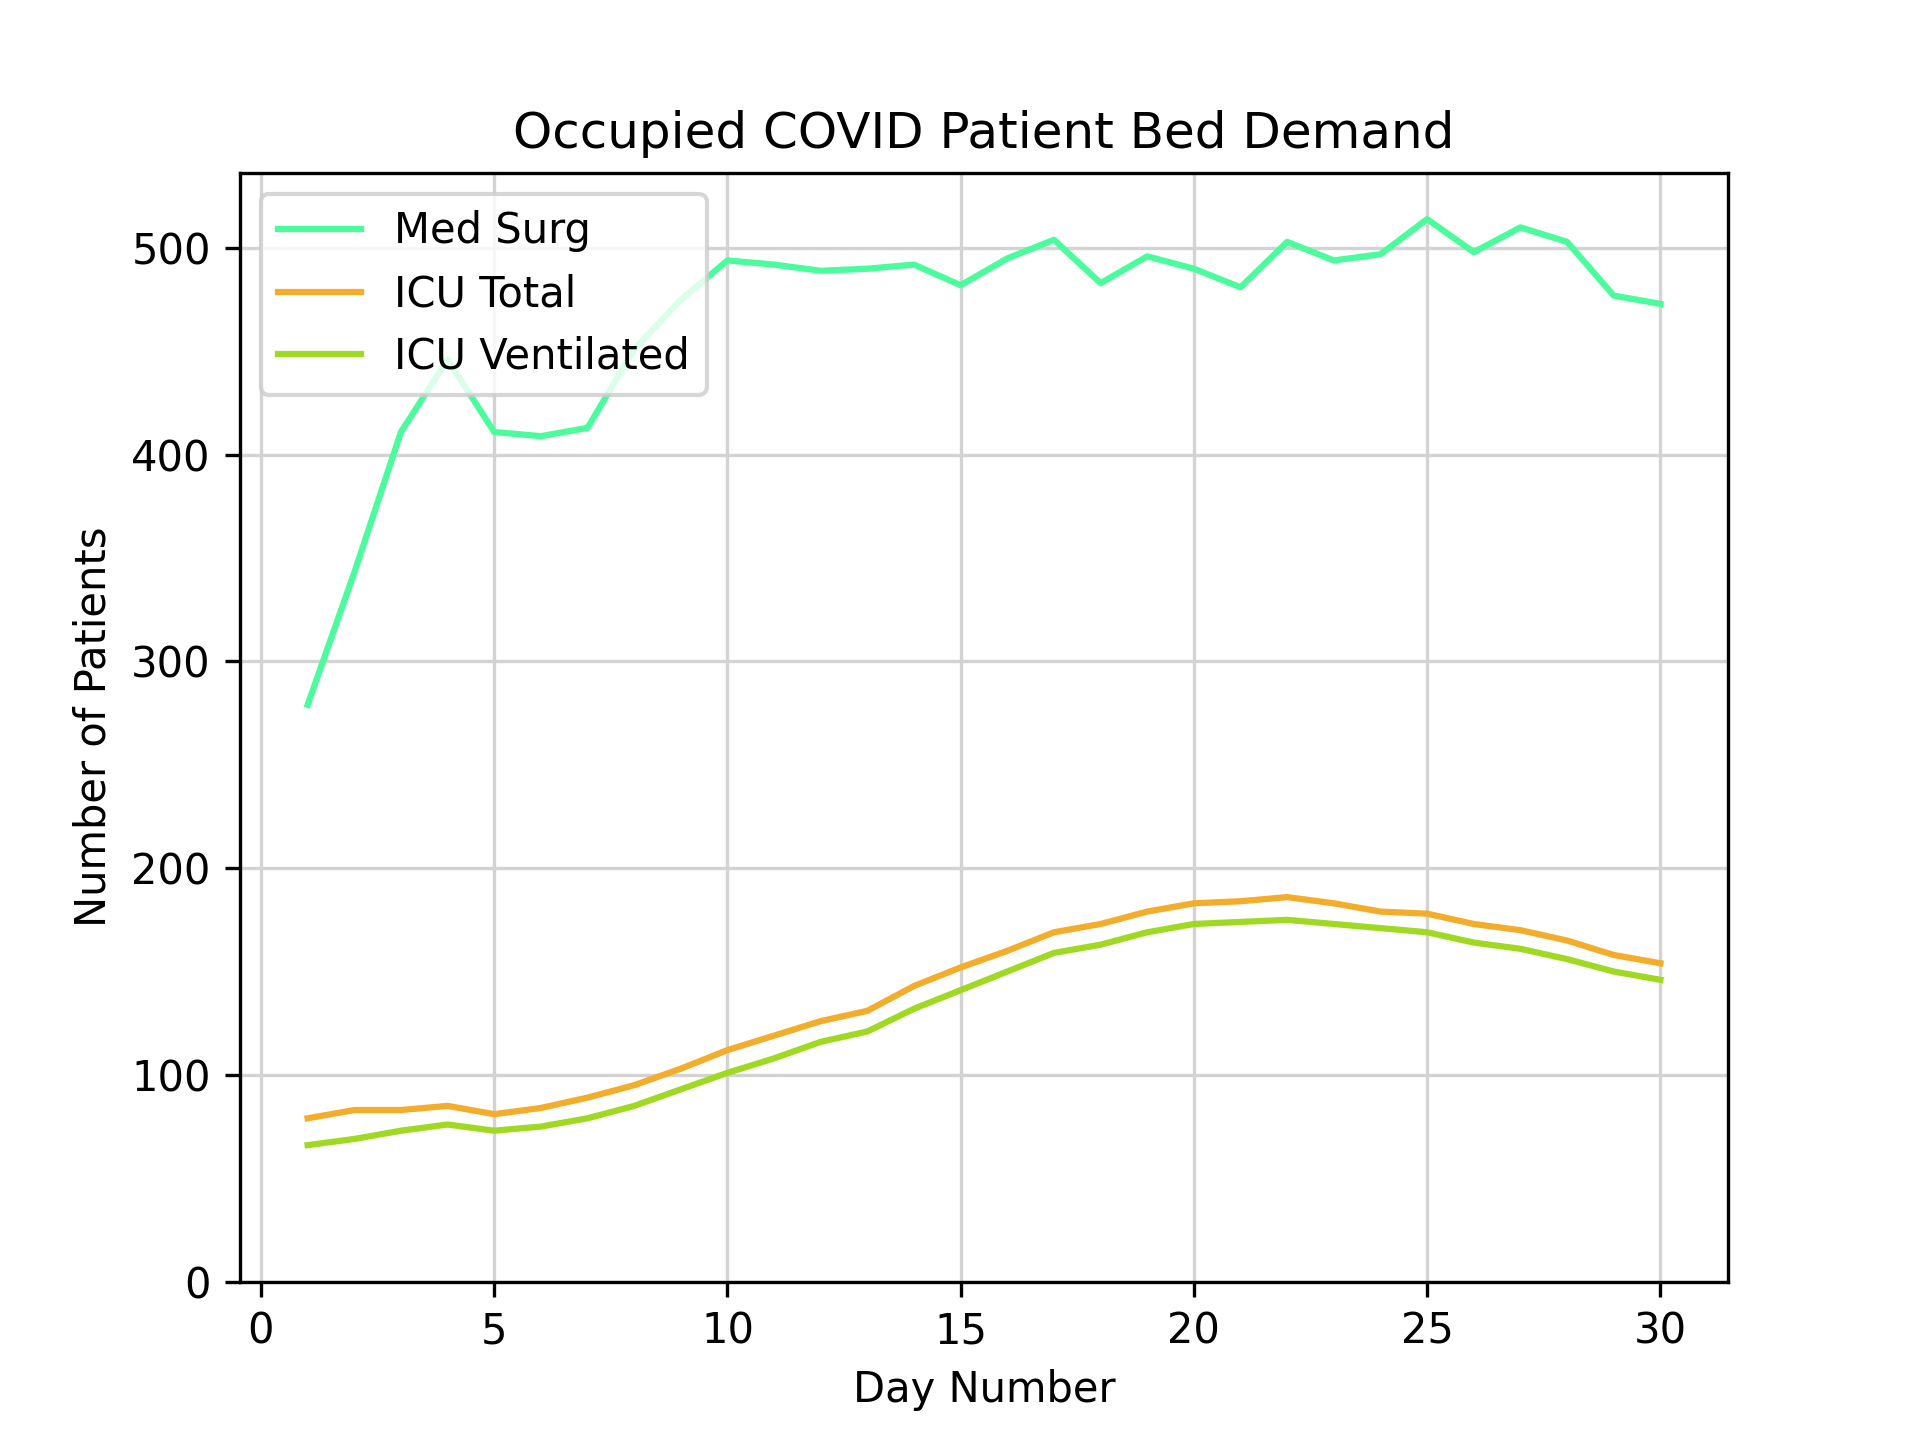 Occupied COVID Patient Bed Demand
Med Surg
ICU Total
ICU Ventilated
500
400
300
200
100
0
Number of Patients
0 5 10 15 20 25 30
Day Number